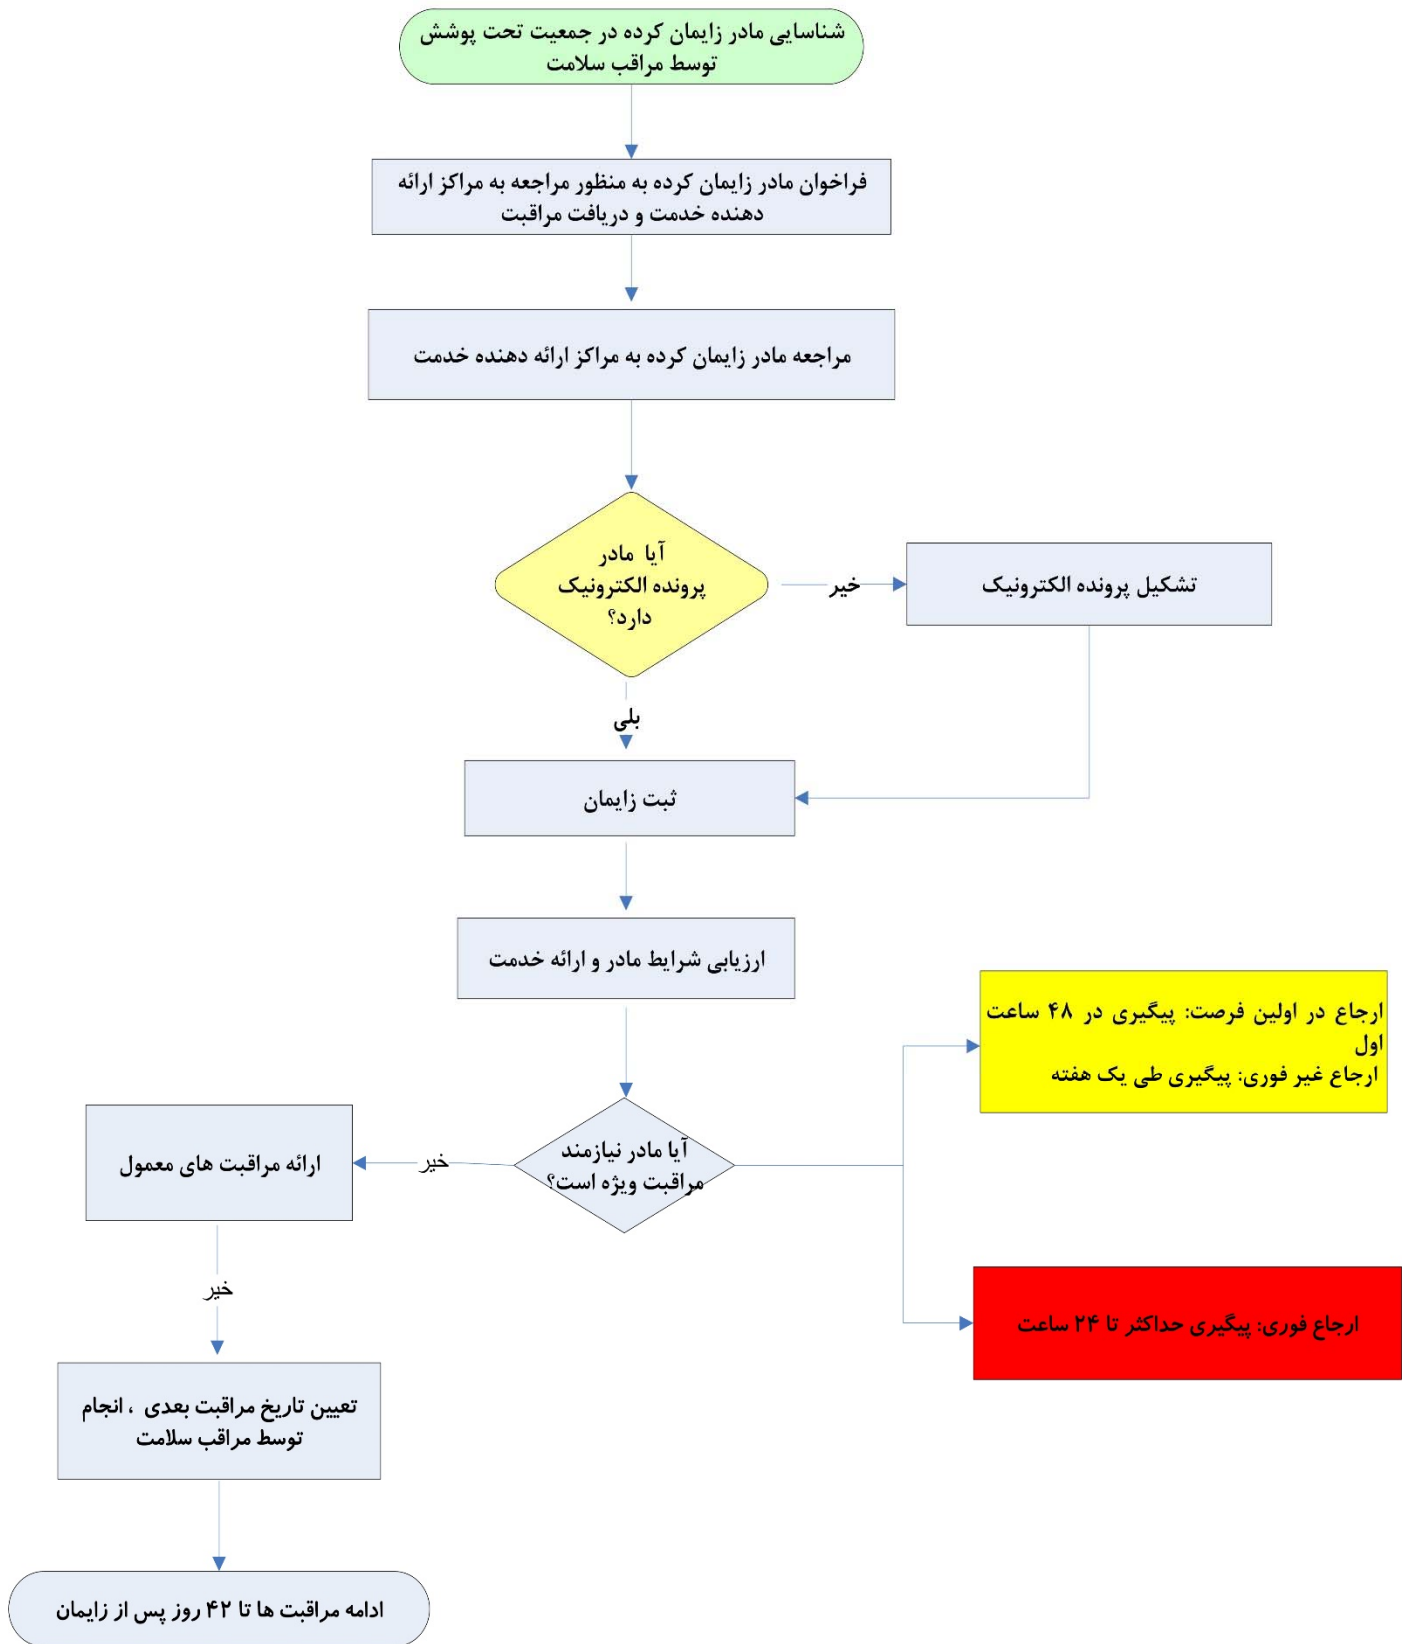 شناسایی مادر زایمان کرده در جمعیت تحت پوشش
توسط مراقب سلامت
فراخوان مادر زایمان کرده به منظور مراجعه به مراکز ارائه
دهنده خدمت و دریافت مراقبت
مراجعه مادر زایمان کرده به مراکز ارائه دهنده خدمت
آیا مادر
پرونده الکترونیک
دارد؟
خیر
تشکیل پرونده الکترونیک
بلی
ثبت زایمان
ارزیابی شرایط مادر و ارائه خدمت
ارجاع در اولین فرصت: پیگیری در ۴۸ ساعت
اول
ارجاع غیر فوری: پیگیری طی یک هفته
آیا مادر نیازمند
مراقبت ویژه است؟
خیر
ارائه مراقبت های معمول
خیر
ارجاع فوری: پیگیری حداکثر تا ۲۴ ساعت
تعیین تاریخ مراقبت بعدی ، انجام
توسط مراقب سلامت
ادامه مراقبت ها تا ۴۲ روز پس از زایمان